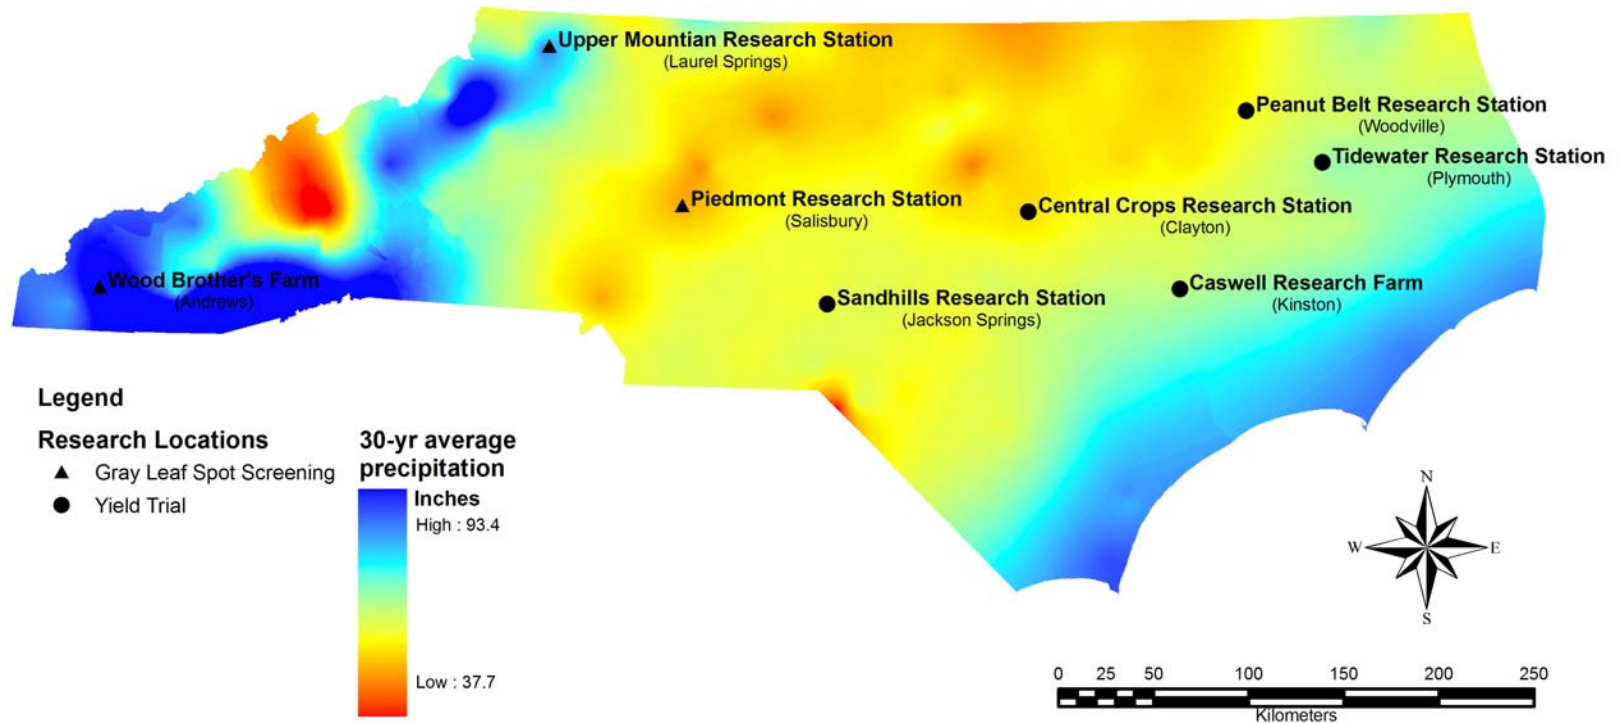 Upper Mountian Research Station
(Laurel Springs)
Peanut Belt Research Station
(Woodville)
Tidewater Research Station
(Plymouth)
Piedmont Research Station
(Salisbury)
Central Crops Research Station
(Clayton)
Wood Brother's Farm
(Andrews)
Sandhills Research Station
(Jackson Springs)
Caswell Research Farm
(Kinston)
Legend
Research Locations
Gray Leaf Spot Screening
Yield Trial
30-yr average
precipitation
Inches
High : 93.4
Low : 37.7
N
W
E
S
0 25 50 100 150 200 250
Kilometers